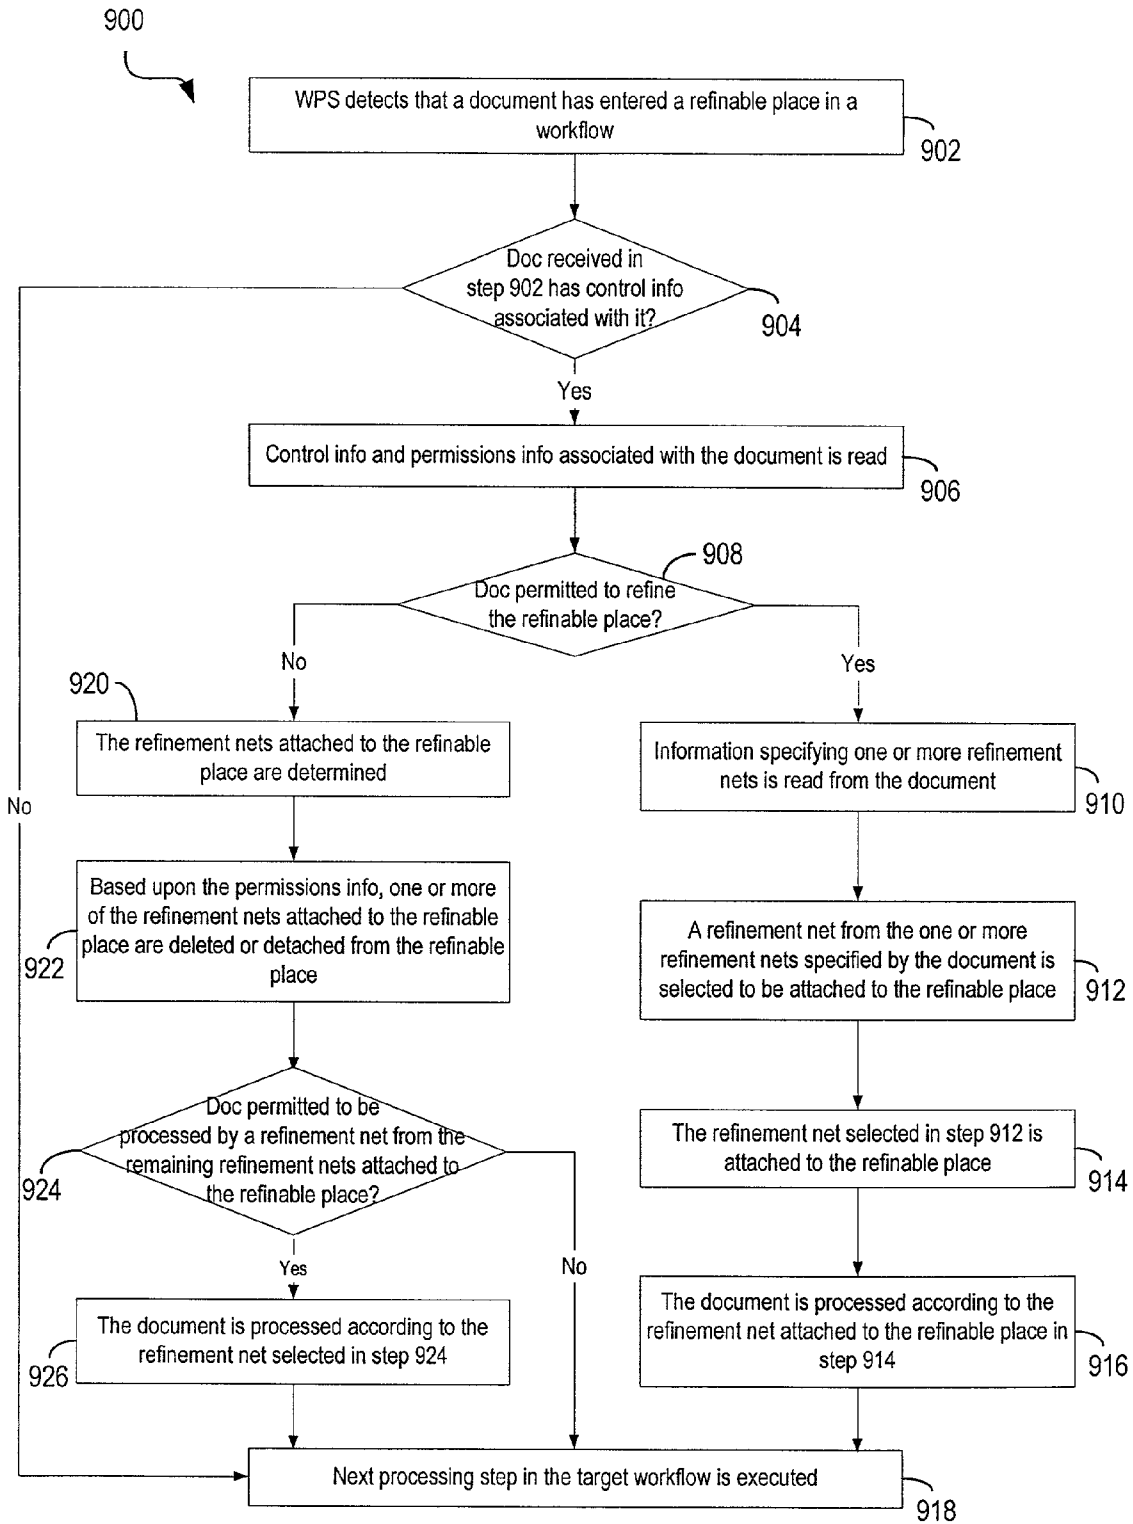 900
WPS detects that a document has entered a refinable place in a
workflow
902
Doc received in
step 902 has control info
associated with it?
904
Yes
Control info and permissions info associated with the document is read
906
908
Doc permitted to refine
the refinable place?
No
Yes
920
The refinement nets attached to the refinable
place are determined
Information specifying one or more refinement
nets is read from the document
910
No
Based upon the permissions info, one or more
of the refinement nets attached to the refinable
place are deleted or detached from the refinable
place
922
A refinement net from the one or more
refinement nets specified by the document is
selected to be attached to the refinable place
912
Doc permitted to be
processed by a refinement net from the
remaining refinement nets attached to
the refinable place?
924
The refinement net selected in step 912 is
attached to the refinable place
914
Yes
No
The document is processed according to the
refinement net selected in step 924
926
The document is processed according to the
refinement net attached to the refinable place in
step 914
916
Next processing step in the target workflow is executed
918